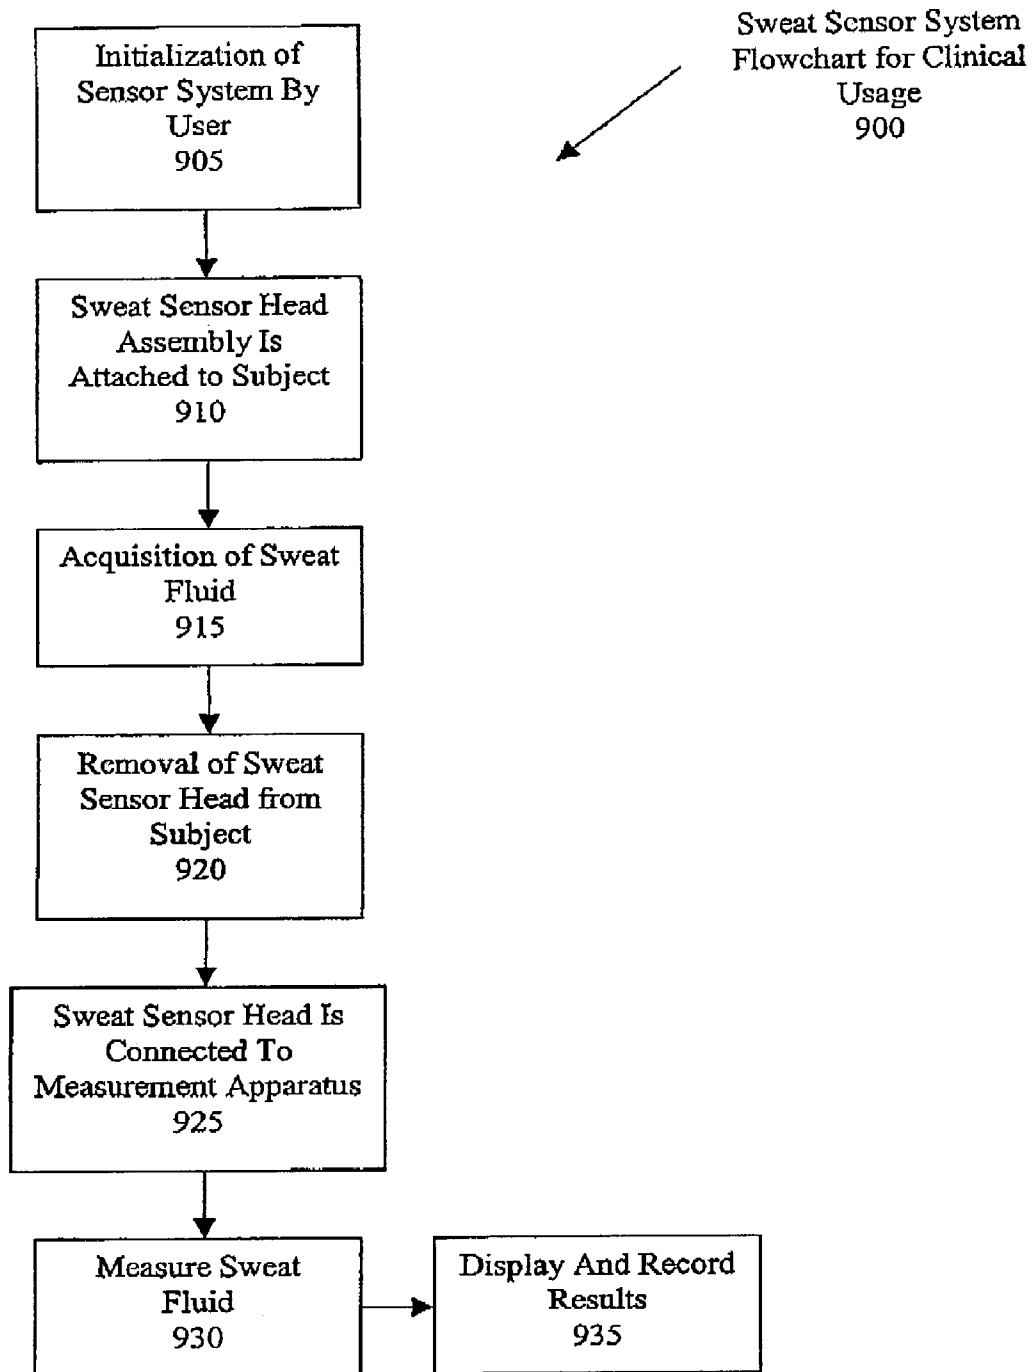 Sweat Sensor System
Flowchart for Clinical
Usage
900
Initialization of
Sensor System By
User
905
Sweat Sensor Head
Assembly Is
Attached to Subject
910
Acquisition of Sweat
Fluid
915
Removal of Sweat
Sensor Head from
Subject
920
Sweat Sensor Head Is
Connected To
Measurement Apparatus
925
Measure Sweat
Fluid
930
Display And Record
Results
935